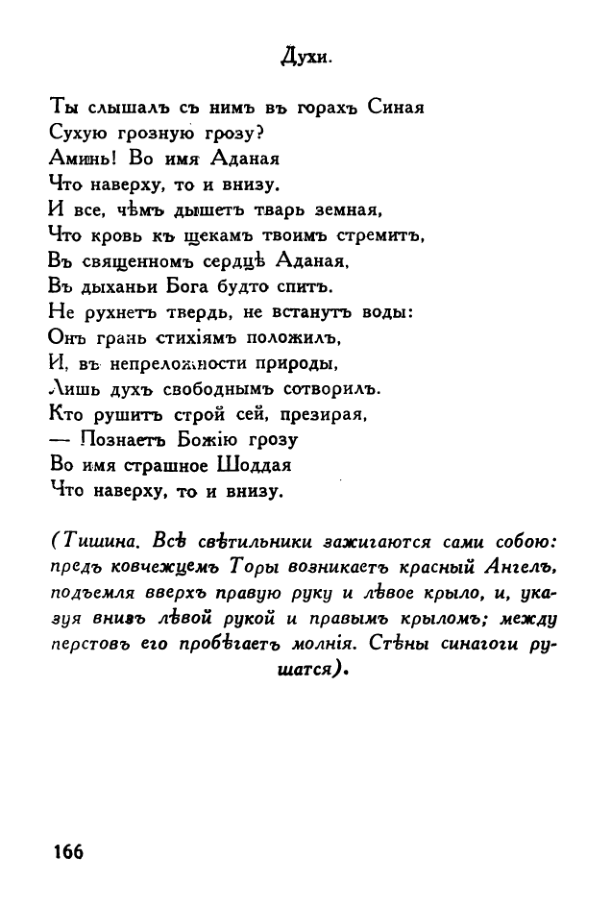 Духи.
Ты слышалъ съ нимъ въ горахъ Синая
Сухую грозную грозу?
Аминь! Во имя Аданая
Что наверху, то и внизу.
И все, чѣмъ дышетъ тварь земная,
Что кровь къ щекамъ твоимъ стремитъ,
Въ священномъ сердцѣ Аданая,
Въ дыханьи Бога будто спитъ.
Не рухнетъ твердь, не встанутъ воды:
Онъ грань стихіямъ положилъ,
И, въ непреложности природы,
Лишь духъ свободнымъ сотворилъ.
Кто рушитъ строй сей, презирая,
— Познаетъ Божію грозу
Во имя страшное Шоддая
Что наверху, то и внизу.
(Тишина. Всѣ свѣтильники зажигаются сами собою:
предъ ковчежцемъ Торы возникаетъ красный Ангелъ,
подъемля вверхъ правую руку и лѣвое крыло, и, ука-
зуя внизъ лѣвой рукой и правымъ крыломъ; между
перстовъ его пробѣгаетъ молнія. Стѣны синагоги ру-
шатся).
166